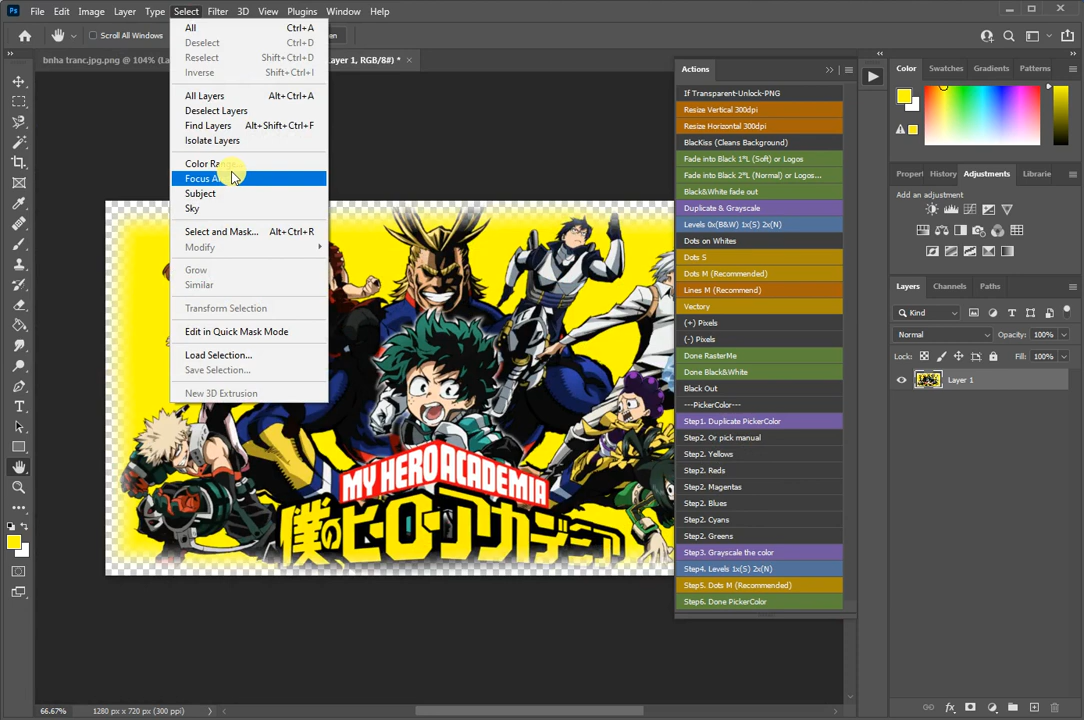 Ps File Edit Image Layer Type Select Filter 3D View Plugins Window Help
Scroll All Windows
bnha tranc.jpg.png @ 104% (La
Layer 1, RGB/8#) * ×
All Ctrl+A
Deselect Ctrl+D
Reselect Shift+Ctrl+D
Inverse Shift+Ctrl+I
All Layers Alt+Ctrl+A
Deselect Layers
Find Layers Alt+Shift+Ctrl+F
Isolate Layers
Color Range...
Focus A
Subject
Sky
Select and Mask... Alt+Ctrl+R
Modify
Grow
Similar
Transform Selection
Edit in Quick Mask Mode
Load Selection...
Save Selection...
New 3D Extrusion
MY HERO ACADEMIA
僕のヒーローアカデミア
Actions
If Transparent-Unlock-PNG
Resize Vertical 300dpi
Resize Horizontal 300dpi
BlacKiss (Cleans Background)
Fade into Black 1ºL (Soft) or Logos
Fade into Black 2ºL (Normal) or Logos...
Black&White fade out
Duplicate & Grayscale
Levels 0x(B&W) 1x(S) 2x(N)
Dots on Whites
Dots S
Dots M (Recommended)
Lines M (Recommend)
Vectory
(+) Pixels
(-) Pixels
Done RasterMe
Done Black&White
Black Out
---PickerColor---
Step1. Duplicate PickerColor
Step2. Or pick manual
Step2. Yellows
Step2. Reds
Step2. Magentas
Step2. Blues
Step2. Cyans
Step2. Greens
Step3. Grayscale the color
Step4. Levels 1x(S) 2x(N)
Step5. Dots M (Recommended)
Step6. Done PickerColor
Color Swatches Gradients Patterns
Propert History Adjustments Librarie
Add an adjustment
Layers Channels Paths
Kind
Normal Opacity: 100%
Lock: Fill: 100%
Layer 1
66.67% 1280 px x 720 px (300 ppi)